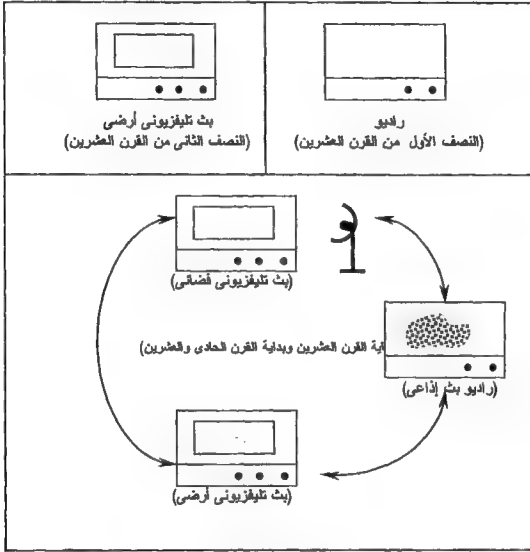 راديو
(النصف الأول من القرن العشرين)
بث تليفزيونى أرضى
(النصف الثانى من القرن العشرين)
(بث تليفزيونى فضائى)
اية القرن العشرين وبداية القرن الحادى والعشرين)
(راديو بث إذاعى)
(بث تليفزيونى أرضى)